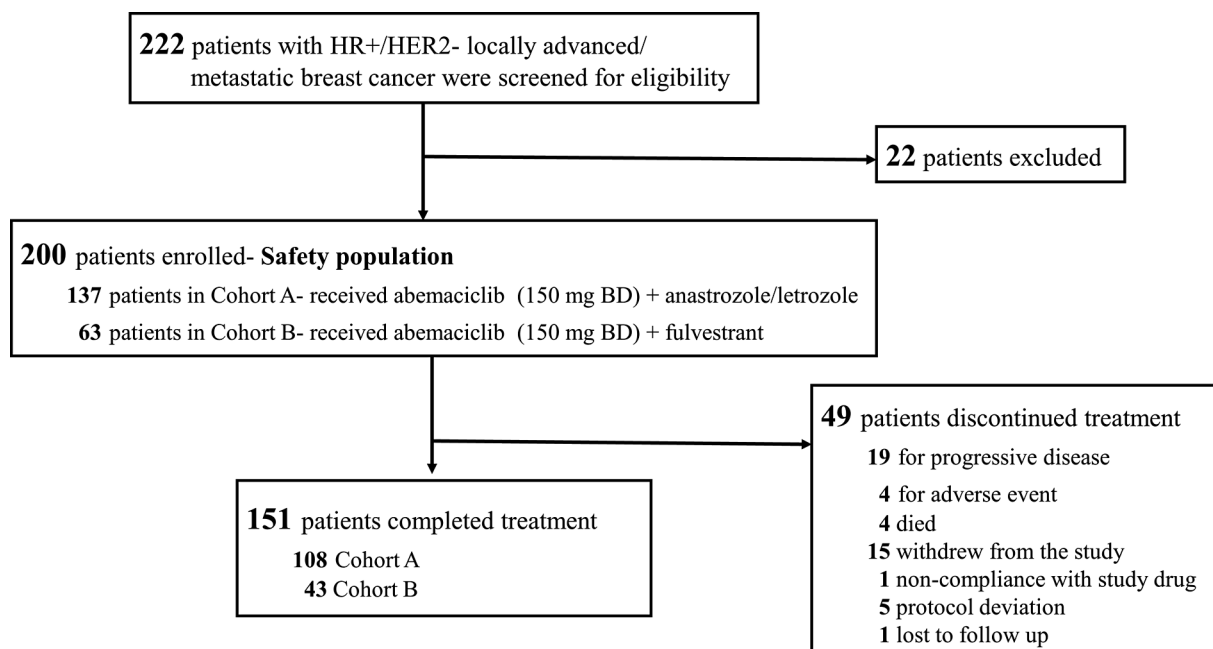 222 patients with HR+/HER2- locally advanced/
metastatic breast cancer were screened for eligibility
22 patients excluded
200 patients enrolled- Safety population
137 patients in Cohort A- received abemaciclib (150 mg BD) + anastrozole/letrozole
63 patients in Cohort B- received abemaciclib (150 mg BD) + fulvestrant
49 patients discontinued treatment
19 for progressive disease
4 for adverse event
4 died
15 withdrew from the study
1 non-compliance with study drug
5 protocol deviation
1 lost to follow up
151 patients completed treatment
108 Cohort A
43 Cohort B